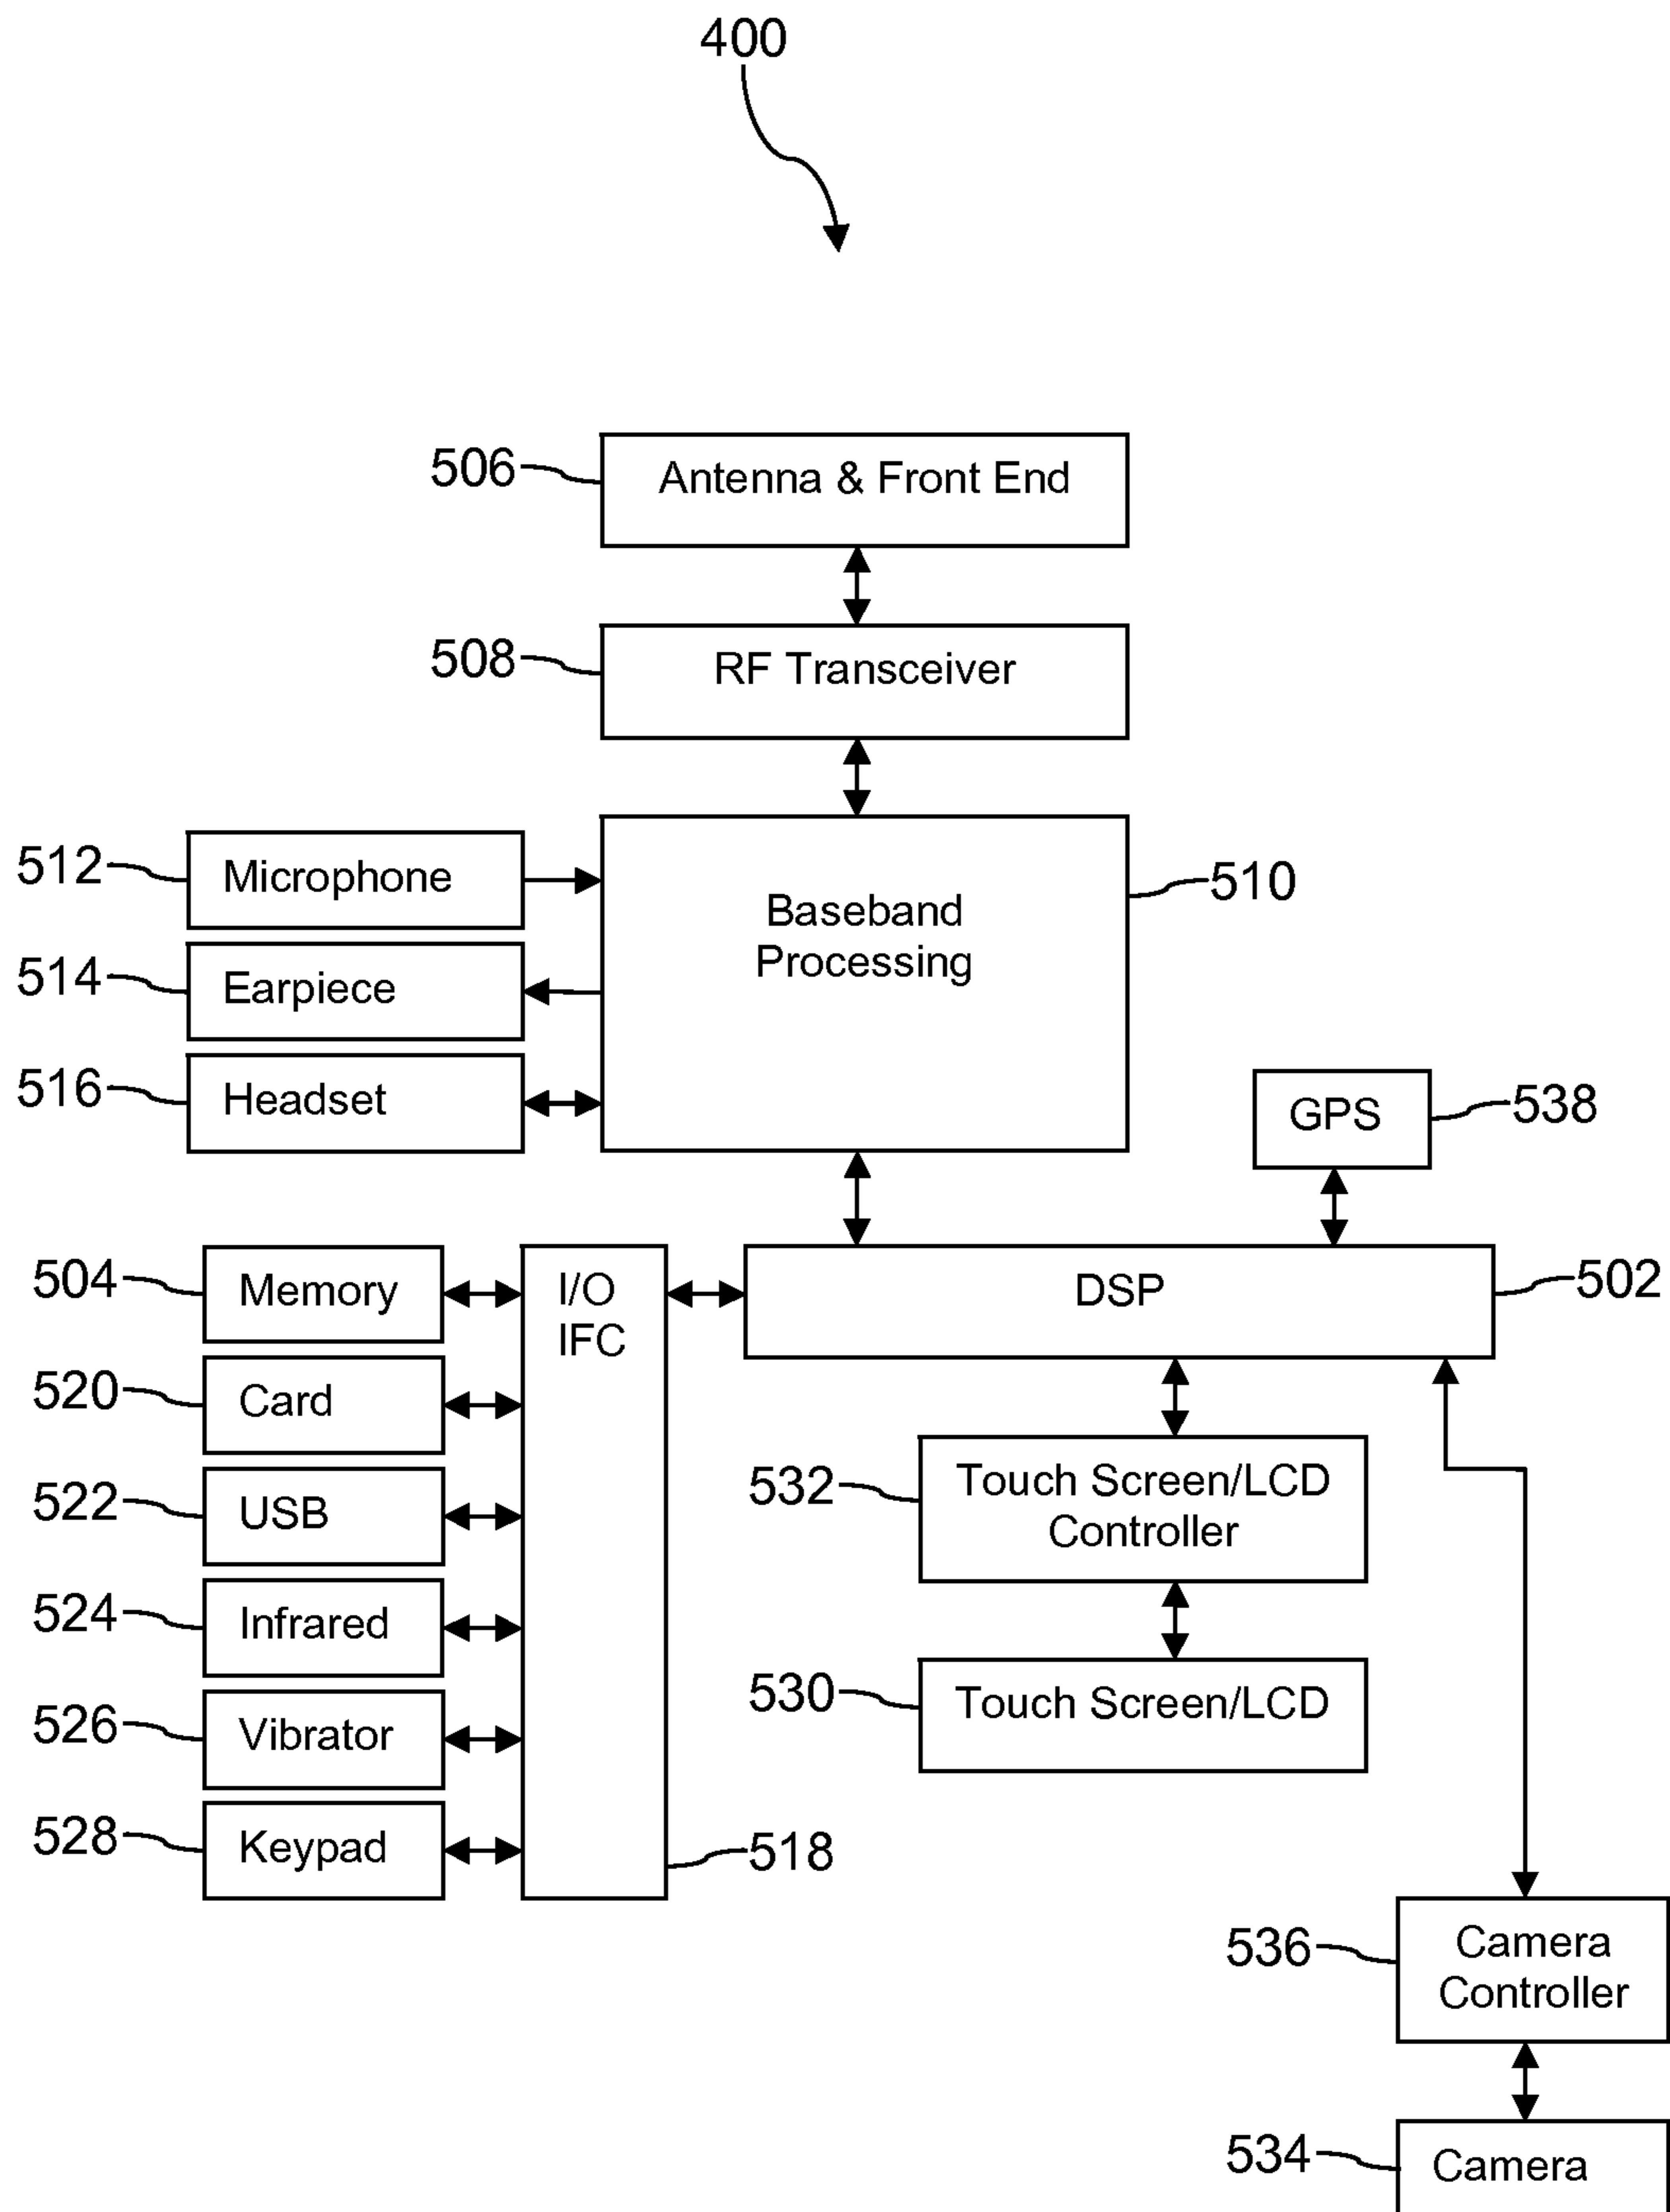 400
506
Antenna & Front End
508
RF Transceiver
512
Microphone
Baseband
Processing
510
514
Earpiece
516
Headset
GPS
538
504
Memory
I/O
IFC
DSP
502
520
Card
522
USB
532
Touch Screen/LCD
Controller
524
Infrared
530
Touch Screen/LCD
526
Vibrator
528
Keypad
518
536
Camera
Controller
534
Camera